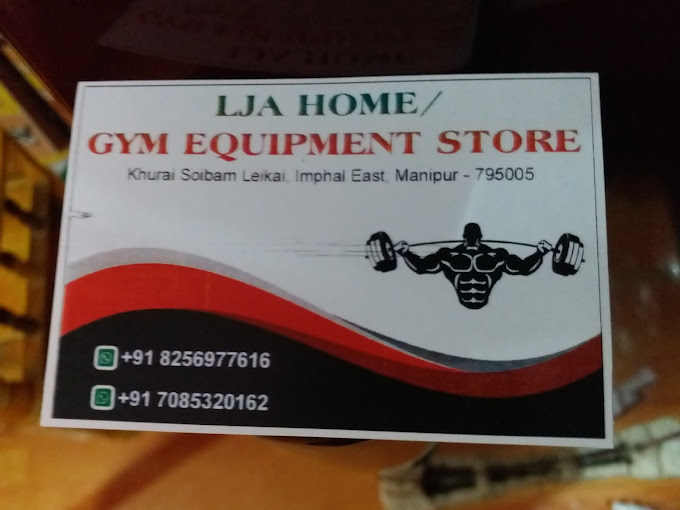 LJA HOME/
GYM EQUIPMENT STORE
Khurai Soibam Leikai, Imphal East, Manipur - 795005
+91 8256977616
+91 7085320162